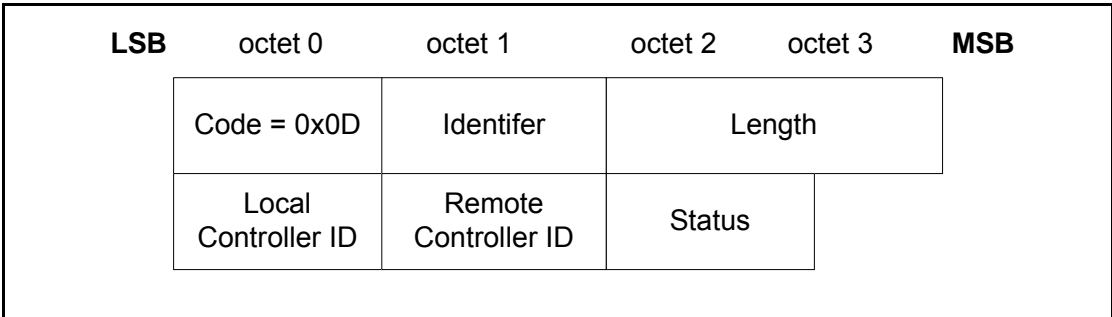 LSB octet 0 octet 1 octet 2 octet 3 MSB
Code = 0x0D Identifer Length
Local Remote
Controller ID Controller ID Status